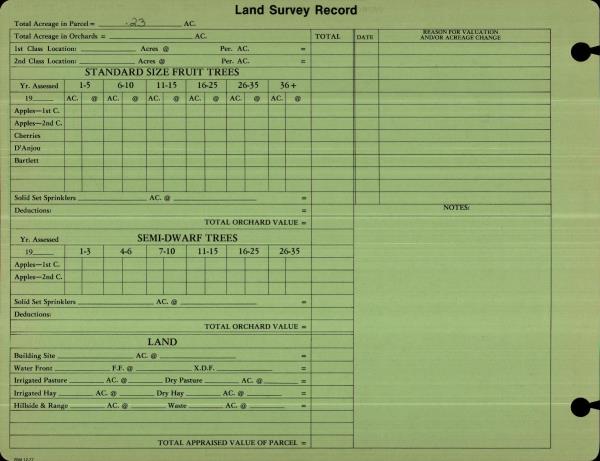 Land Survey Record
Total Acreage in Parcel = .23 AC.
Total Acreage in Orchards = AC. TOTAL DATE REASON FOR VALUATION AND/OR ACREAGE CHANGE
1st Class Location: Acres @ Per. AC. =
2nd Class Location: Acres @ Per. AC. =
STANDARD SIZE FRUIT TREES
Yr. Assessed 1-5 6-10 11-15 16-25 26-35 36+
19 AC. @ AC. @ AC. @ AC. @ AC. @ AC. @
Apples—1st C.
Apples—2nd C.
Cherries
D'Anjou
Bartlett
Solid Set Sprinklers AC. @ =
Deductions: = NOTES:
TOTAL ORCHARD VALUE =
Yr. Assessed SEMI-DWARF TREES
19 1-3 4-6 7-10 11-15 16-25 26-35
Apples—1st C.
Apples—2nd C.
Solid Set Sprinklers AC. @ =
Deductions: =
TOTAL ORCHARD VALUE =
LAND
Building Site AC. @ =
Water Front F.F. @ X.D.F. =
Irrigated Pasture AC. @ Dry Pasture AC. @ =
Irrigated Hay AC. @ Dry Hay AC. @ =
Hillside & Range AC. @ Waste AC. @ =
TOTAL APPRAISED VALUE OF PARCEL =